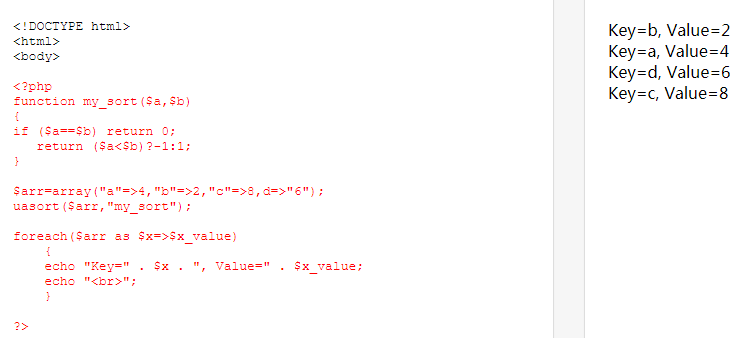 <!DOCTYPE html>
<html>
<body>
<?php
function my_sort($a,$b)
{
if ($a==$b) return 0;
   return ($a<$b)?-1:1;
}
$arr=array("a"=>4,"b"=>2,"c"=>8,d=>"6");
uasort($arr,"my_sort");
foreach($arr as $x=>$x_value)
    {
    echo "Key=" . $x . ", Value=" . $x_value;
    echo "<br>";
    }
?>
Key=b, Value=2
Key=a, Value=4
Key=d, Value=6
Key=c, Value=8